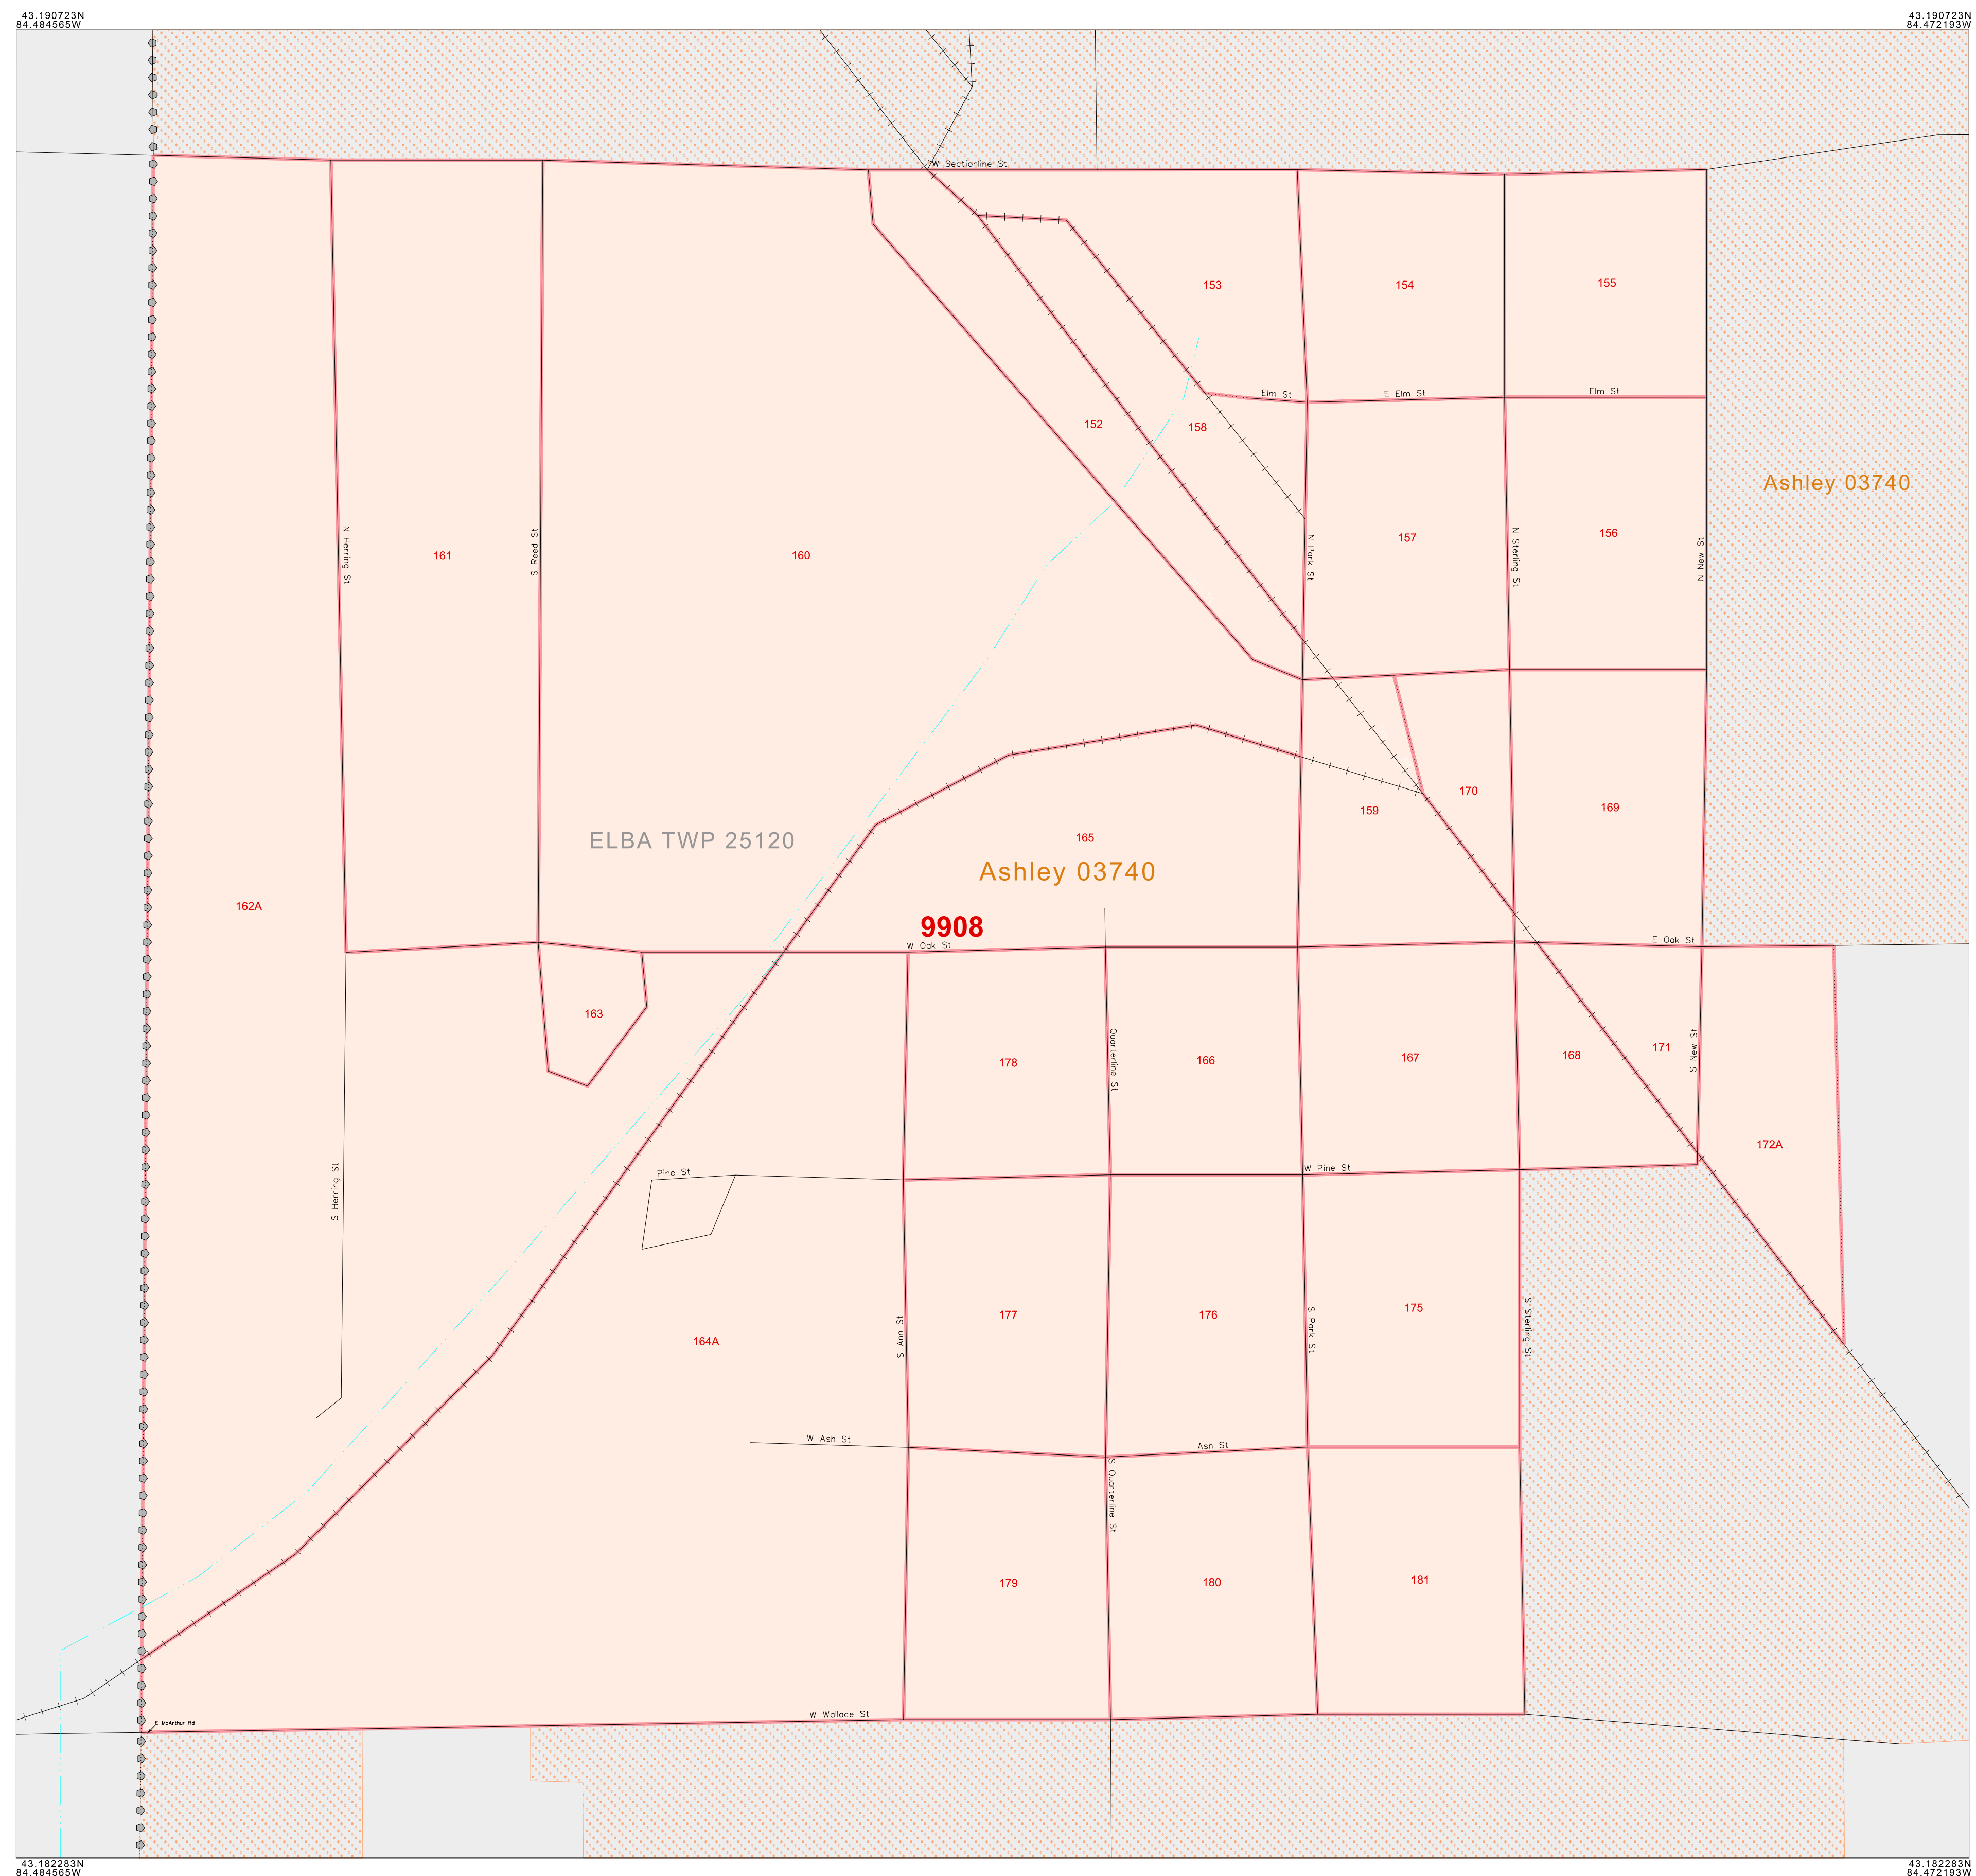 43.190723N
84.484565W
43.190723N
84.472193W
W Sectionline St
153
154
155
Elm St
E Elm St
Elm St
152
158
Ashley 03740
N Herring St
161
S Reed St
160
N Park St
157
N Sterling St
156
N New St
170
169
159
165
ELBA TWP 25120
Ashley 03740
162A
9908
W Oak St
E Oak St
163
178
Quarterline St
166
167
168
171
S New St
172A
Pine St
W Pine St
S Herring St
164A
S Ann St
177
176
S Park St
175
S Sterling St
W Ash St
Ash St
S Quarterline St
179
180
181
E McArthur Rd
W Wallace St
43.182283N
84.484565W
43.182283N
84.472193W